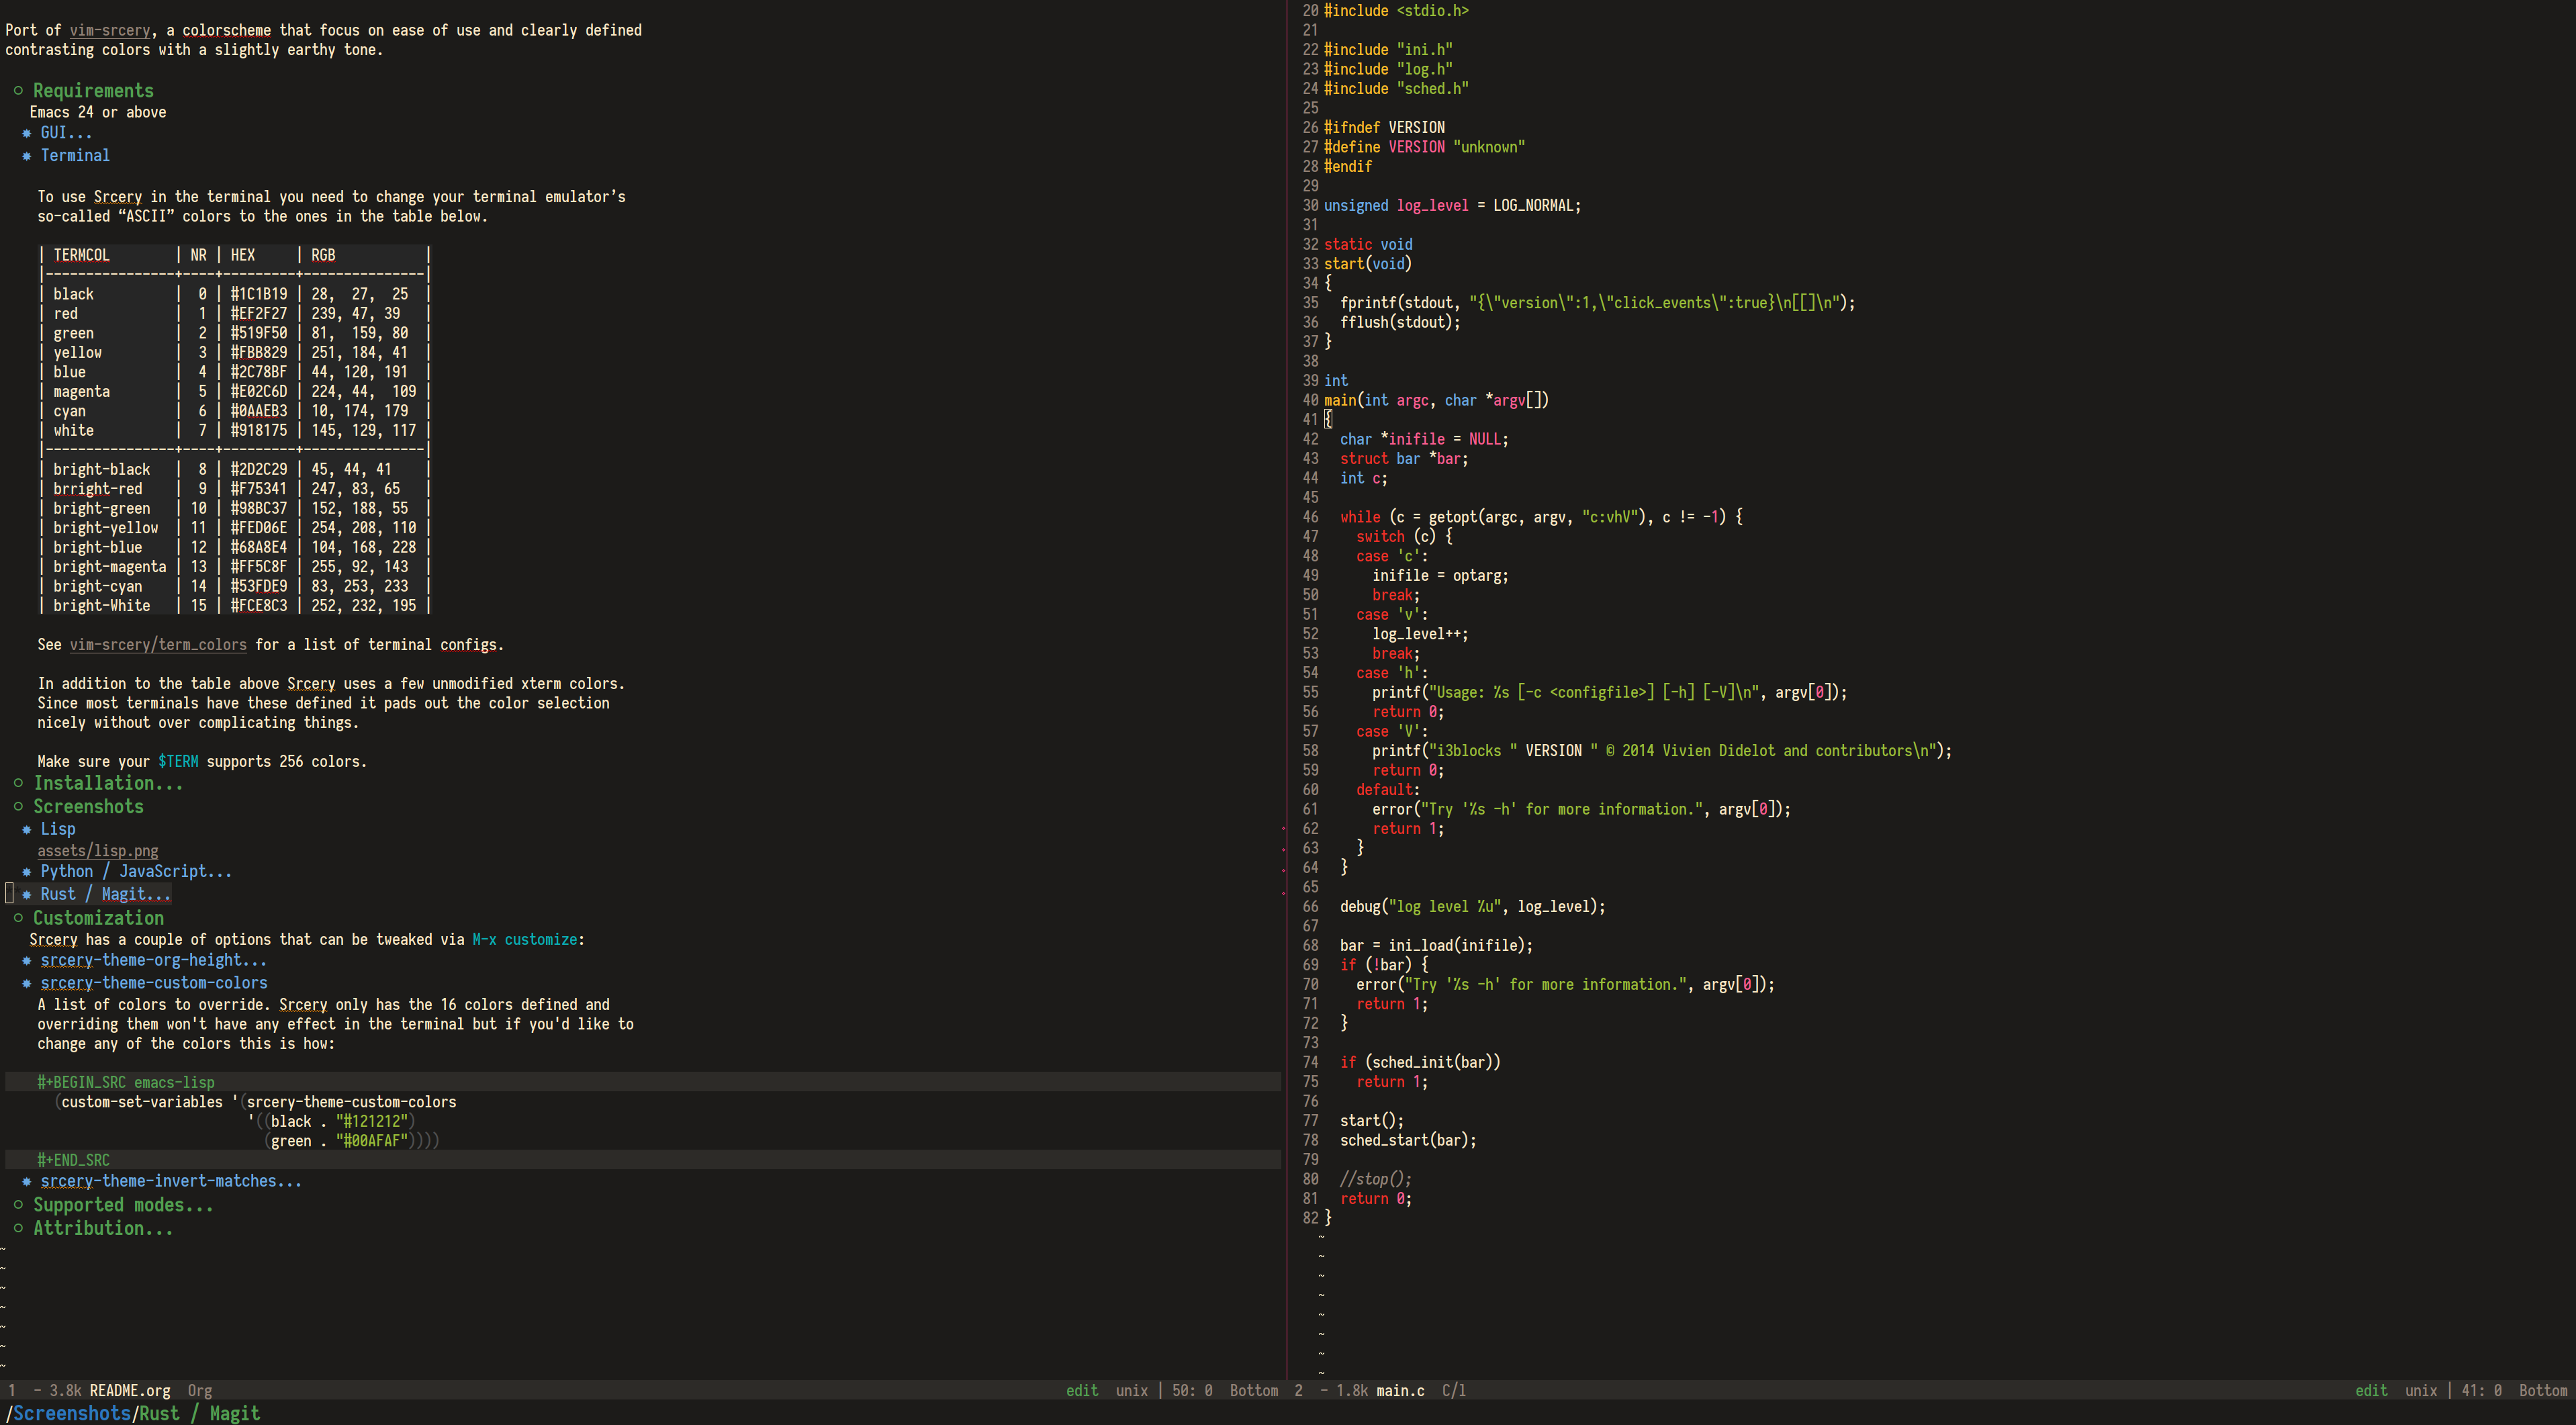 Port of vim-srcery, a colorscheme that focus on ease of use and clearly defined
contrasting colors with a slightly earthy tone.
○ Requirements
Emacs 24 or above
✸ GUI...
✸ Terminal
To use Srcery in the terminal you need to change your terminal emulator’s
so-called “ASCII” colors to the ones in the table below.
| TERMCOL        | NR | HEX     | RGB           |
|----------------+----+---------+---------------|
| black          |  0 | #1C1B19 | 28,  27,  25  |
| red            |  1 | #EF2F27 | 239, 47, 39   |
| green          |  2 | #519F50 | 81,  159, 80  |
| yellow         |  3 | #FBB829 | 251, 184, 41  |
| blue           |  4 | #2C78BF | 44, 120, 191  |
| magenta        |  5 | #E02C6D | 224, 44,  109 |
| cyan           |  6 | #0AAEB3 | 10, 174, 179  |
| white          |  7 | #918175 | 145, 129, 117 |
|----------------+----+---------+---------------|
| bright-black   |  8 | #2D2C29 | 45, 44, 41    |
| brright-red    |  9 | #F75341 | 247, 83, 65   |
| bright-green   | 10 | #98BC37 | 152, 188, 55  |
| bright-yellow  | 11 | #FED06E | 254, 208, 110 |
| bright-blue    | 12 | #68A8E4 | 104, 168, 228 |
| bright-magenta | 13 | #FF5C8F | 255, 92, 143  |
| bright-cyan    | 14 | #53FDE9 | 83, 253, 233  |
| bright-White   | 15 | #FCE8C3 | 252, 232, 195 |
See vim-srcery/term_colors for a list of terminal configs.
In addition to the table above Srcery uses a few unmodified xterm colors.
Since most terminals have these defined it pads out the color selection
nicely without over complicating things.
Make sure your $TERM supports 256 colors.
○ Installation...
○ Screenshots
✸ Lisp
assets/lisp.png
✸ Python / JavaScript...
✸ Rust / Magit...
○ Customization
Srcery has a couple of options that can be tweaked via M-x customize:
✸ srcery-theme-org-height...
✸ srcery-theme-custom-colors
A list of colors to override. Srcery only has the 16 colors defined and
overriding them won't have any effect in the terminal but if you'd like to
change any of the colors this is how:
#+BEGIN_SRC emacs-lisp
(custom-set-variables '(srcery-theme-custom-colors
'((black . "#121212")
(green . "#00AFAF"))))
#+END_SRC
✸ srcery-theme-invert-matches...
○ Supported modes...
○ Attribution...
~
~
~
~
~
~
~
1 - 3.8k README.org Org edit unix | 50: 0 Bottom
20 #include <stdio.h>
21
22 #include "ini.h"
23 #include "log.h"
24 #include "sched.h"
25
26 #ifndef VERSION
27 #define VERSION "unknown"
28 #endif
29
30 unsigned log_level = LOG_NORMAL;
31
32 static void
33 start(void)
34 {
35   fprintf(stdout, "{\"version\":1,\"click_events\":true}\n[[]\n");
36   fflush(stdout);
37 }
38
39 int
40 main(int argc, char *argv[])
41 {
42   char *inifile = NULL;
43   struct bar *bar;
44   int c;
45
46   while (c = getopt(argc, argv, "c:vhV"), c != -1) {
47     switch (c) {
48     case 'c':
49       inifile = optarg;
50       break;
51     case 'v':
52       log_level++;
53       break;
54     case 'h':
55       printf("Usage: %s [-c <configfile>] [-h] [-V]\n", argv[0]);
56       return 0;
57     case 'V':
58       printf("i3blocks " VERSION " © 2014 Vivien Didelot and contributors\n");
59       return 0;
60     default:
61       error("Try '%s -h' for more information.", argv[0]);
62       return 1;
63     }
64   }
65
66   debug("log level %u", log_level);
67
68   bar = ini_load(inifile);
69   if (!bar) {
70     error("Try '%s -h' for more information.", argv[0]);
71     return 1;
72   }
73
74   if (sched_init(bar))
75     return 1;
76
77   start();
78   sched_start(bar);
79
80   //stop();
81   return 0;
82 }
~
~
~
~
~
~
~
~
2 - 1.8k main.c C/l edit unix | 41: 0 Bottom
/Screenshots/Rust / Magit